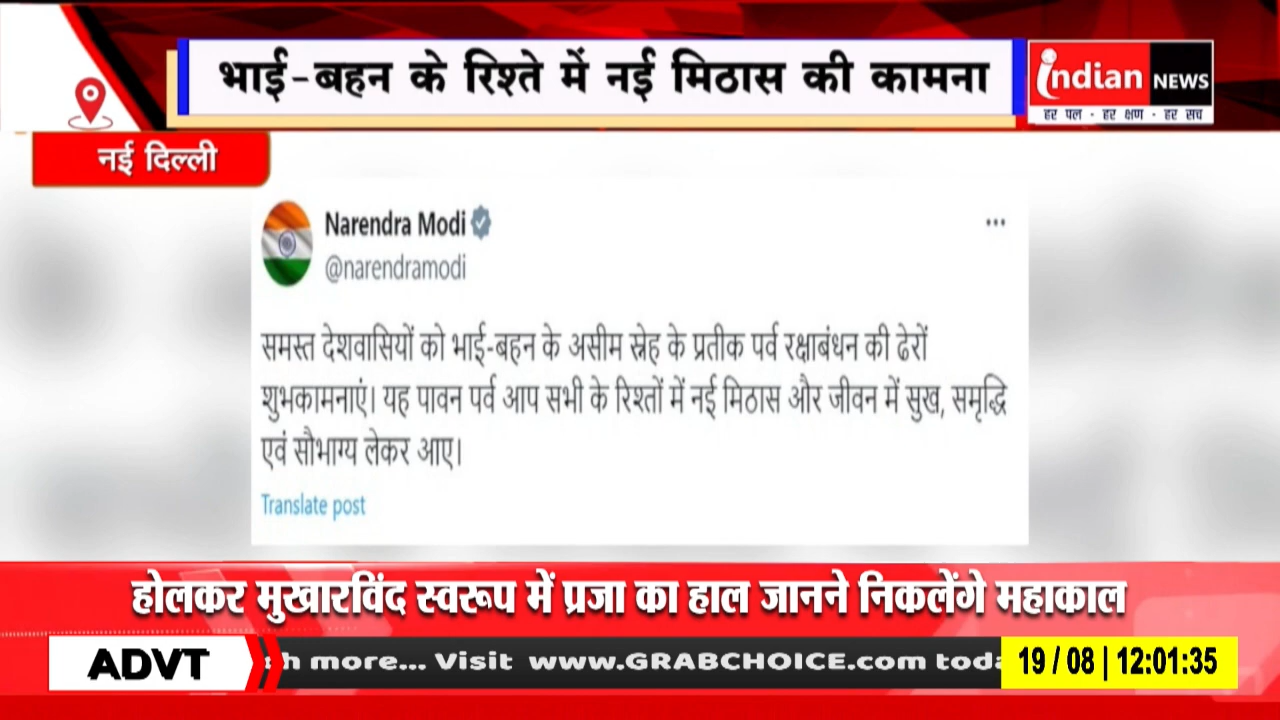 भाई-बहन के रिश्ते में नई मिठास की कामना
indian NEWS
हर पल - हर क्षण - हर सच
नई दिल्ली
Narendra Modi
@narendramodi
समस्त देशवासियों को भाई-बहन के असीम स्नेह के प्रतीक पर्व रक्षाबंधन की ढेरों
शुभकामनाएं। यह पावन पर्व आप सभी के रिश्तों में नई मिठास और जीवन में सुख, समृद्धि
एवं सौभाग्य लेकर आए।
Translate post
होलकर मुखारविंद स्वरूप में प्रजा का हाल जानने निकलेंगे महाकाल
ADVT
more... Visit www.GRABCHOICE.com
19 / 08 | 12:01:35